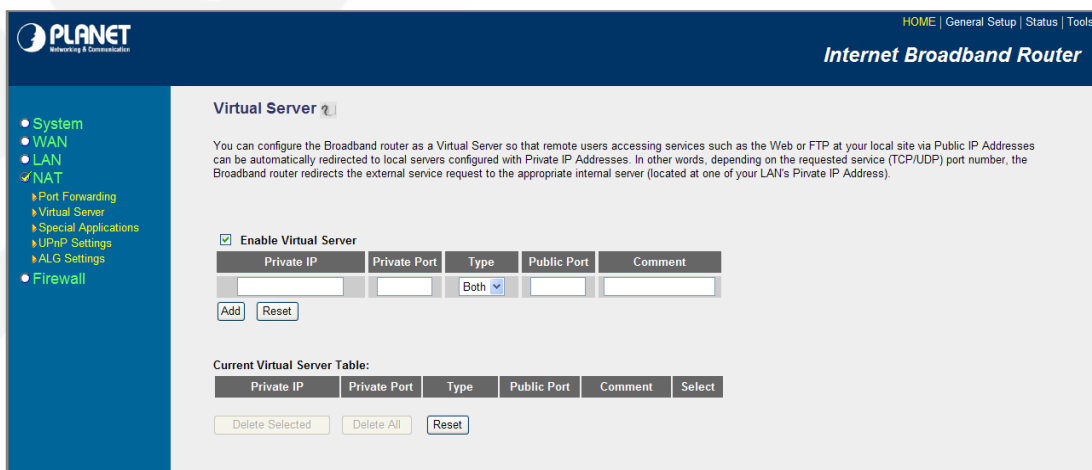 PLANET
Networking & Communication
HOME | General Setup | Status | Tools
Internet Broadband Router
System
WAN
LAN
NAT
Port Forwarding
Virtual Server
Special Applications
UPnP Settings
ALG Settings
Firewall
Virtual Server
You can configure the Broadband router as a Virtual Server so that remote users accessing services such as the Web or FTP at your local site via Public IP Addresses
can be automatically redirected to local servers configured with Private IP Addresses. In other words, depending on the requested service (TCP/UDP) port number, the
Broadband router redirects the external service request to the appropriate internal server (located at one of your LAN's Private IP Address).
Enable Virtual Server
Private IP Private Port Type Public Port Comment
Both
Add Reset
Current Virtual Server Table:
Private IP Private Port Type Public Port Comment Select
Delete Selected Delete All Reset